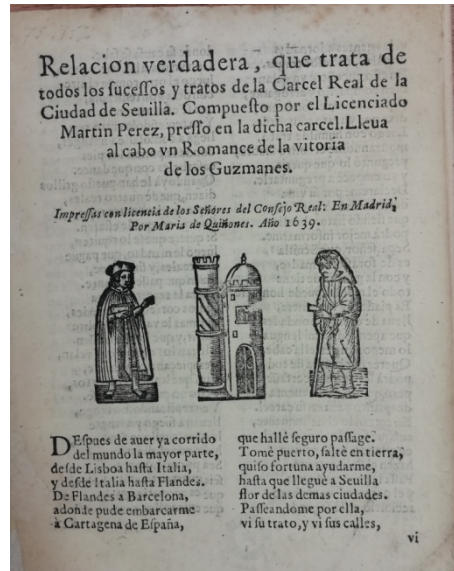 Relacion verdadera, que trata de
todos los sucessos y tratos de la Carcel Real de la
Ciudad de Seuilla. Compuesto por el Licenciado
Martin Perez, presso en la dicha carcel. Lleua
al cabo vn Romance de la vitoria
de los Guzmanes.
Impressas con licencia de los Señores del Consejo Real: En Madrid,
Por Maria de Quiñones. Año 1639.
DEspues de auer ya corrido
del mundo la mayor parte,
desde Lisboa hasta Italia,
y desde Italia hasta Flandes.
De Flandes a Barcelona,
adonde pude embarcarme
a Cartagena de España,
que hallè seguro passage.
Tomè puerto, saltè en tierra,
quiso fortuna ayudarme,
hasta que lleguè a Seuilla
flor de las demas ciudades.
Passeandome por ella,
vi su trato, y vi sus calles,
vi